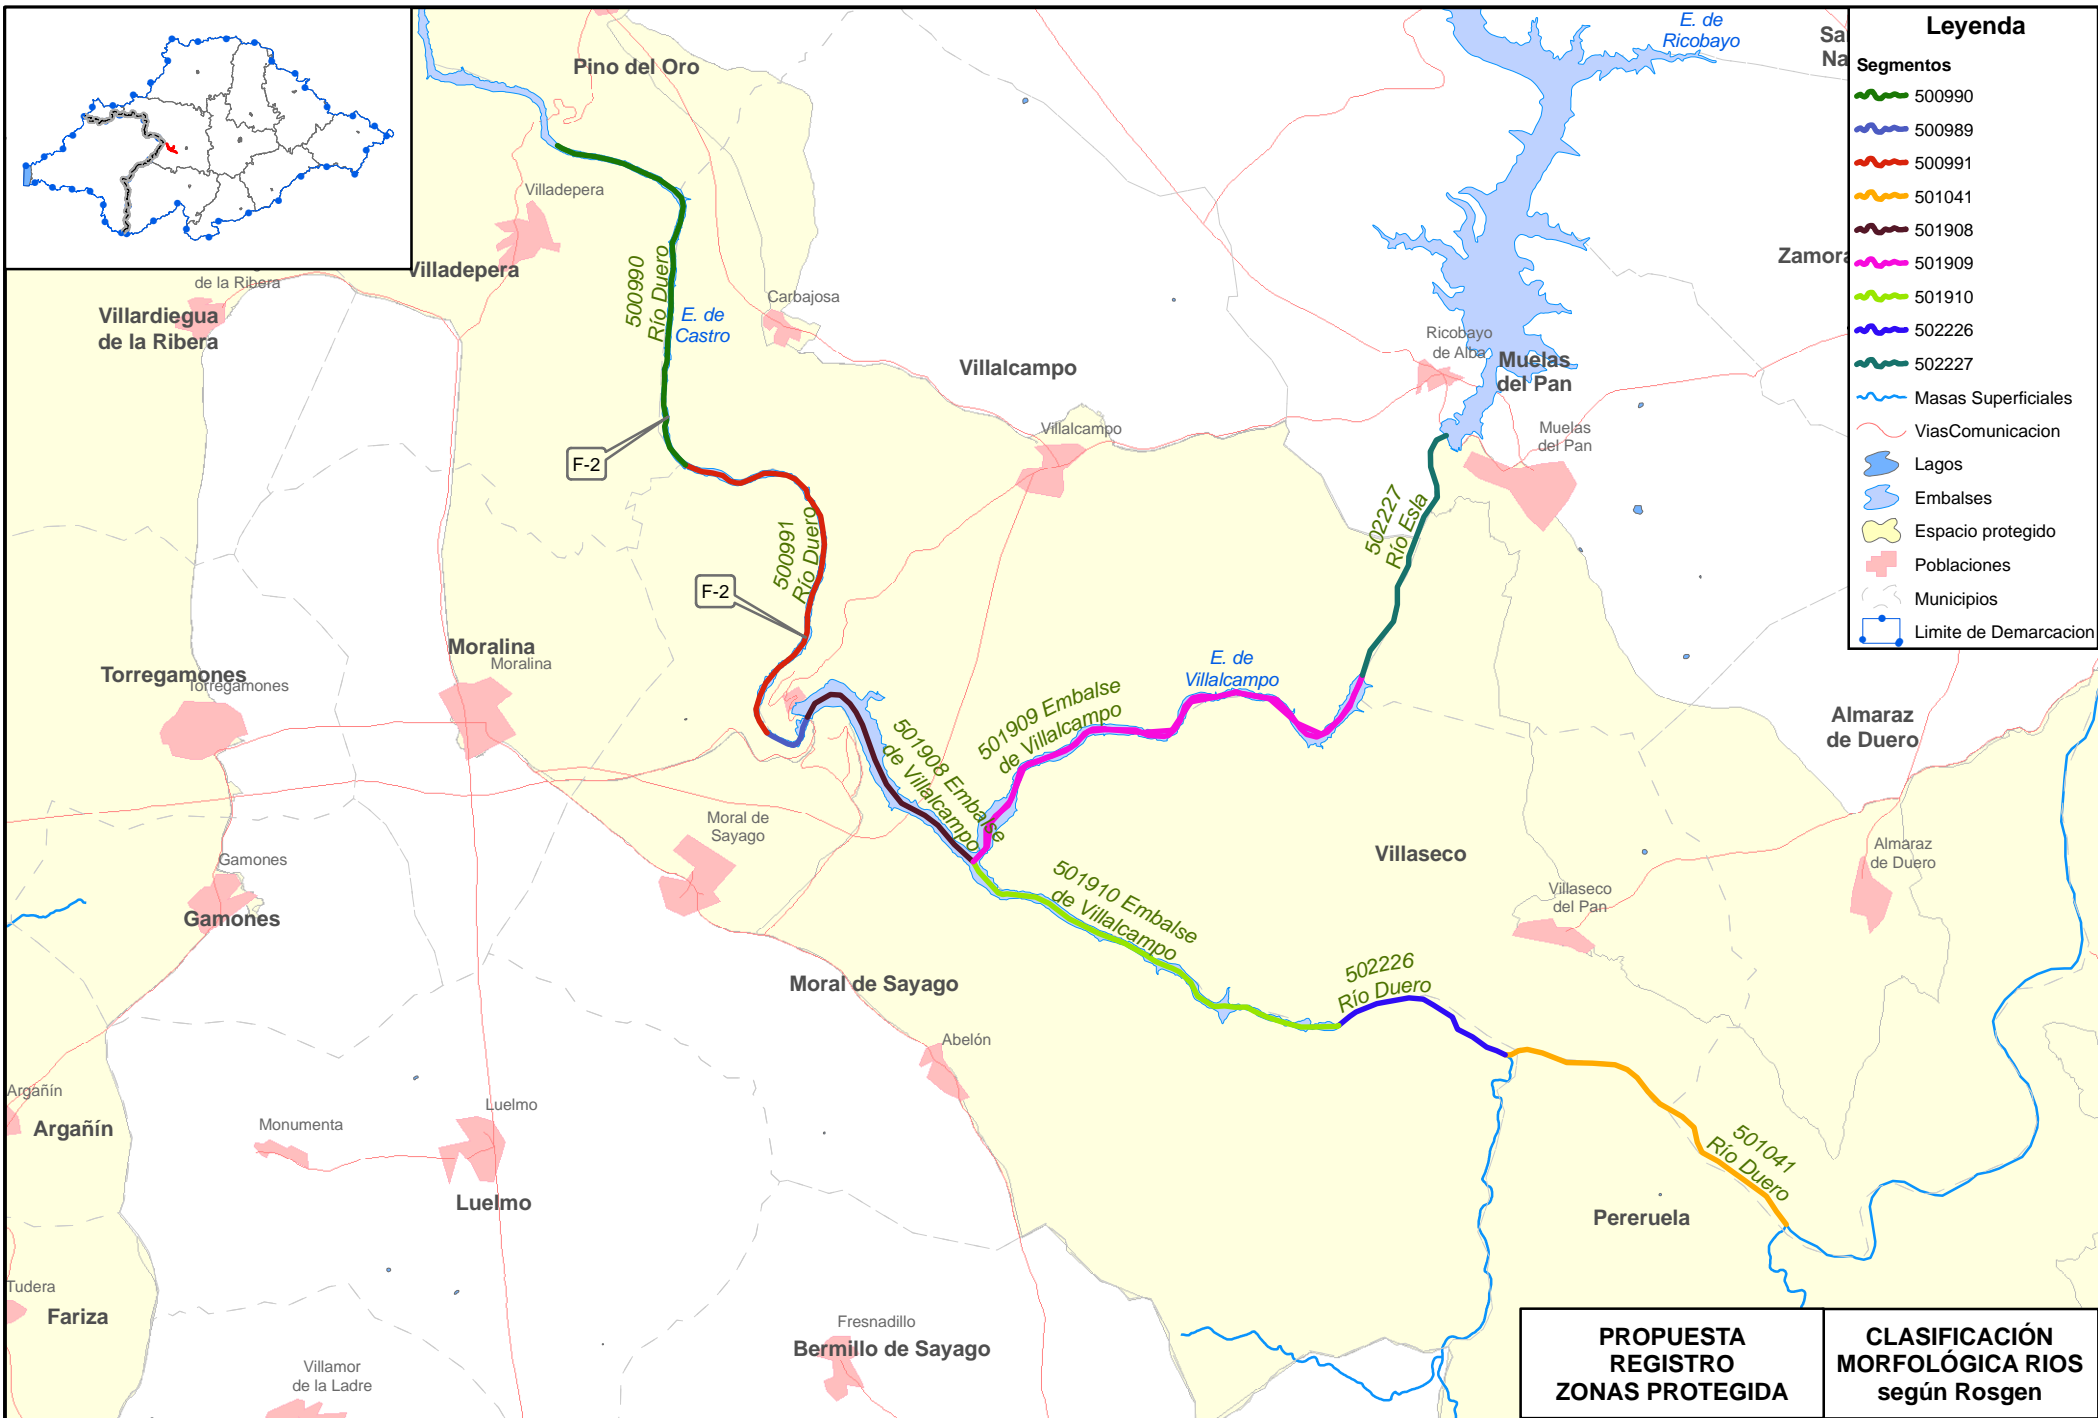 E. de
Ricobayo
Pino del Oro
Villadepera
Villadepera
de la Ribera
Villardiegua
de la Ribera
500990
Río Duero
E. de
Castro
Carbajosa
Zamora
Ricobayo
de Alba
Muelas
del Pan
Villalcampo
Villalcampo
Muelas
del Pan
F-2
500991
Río Duero
502227
Río Esla
F-2
Moralina
Moralina
Torregamones
Torregamones
E. de
Villalcampo
501909 Embalse
de Villalcampo
501908 Embalse
de Villalcampo
Almaraz
de Duero
Moral de
Sayago
Villaseco
Almaraz
de Duero
Gamones
Gamones
501910 Embalse
de Villalcampo
Villaseco
del Pan
Moral de Sayago
502226
Río Duero
Abelón
Argañín
Argañín
Luelmo
Monumenta
Luelmo
501041
Río Duero
Pereruela
Tudera
Fariza
Fresnadillo
Bermillo de Sayago
Villamor
de la Ladre
Sa
Na
Leyenda
Segmentos
500990
500989
500991
501041
501908
501909
501910
502226
502227
Masas Superficiales
ViasComunicacion
Lagos
Embalses
Espacio protegido
Poblaciones
Municipios
Limite de Demarcacion
PROPUESTA
REGISTRO
ZONAS PROTEGIDA
CLASIFICACIÓN
MORFOLÓGICA RIOS
según Rosgen